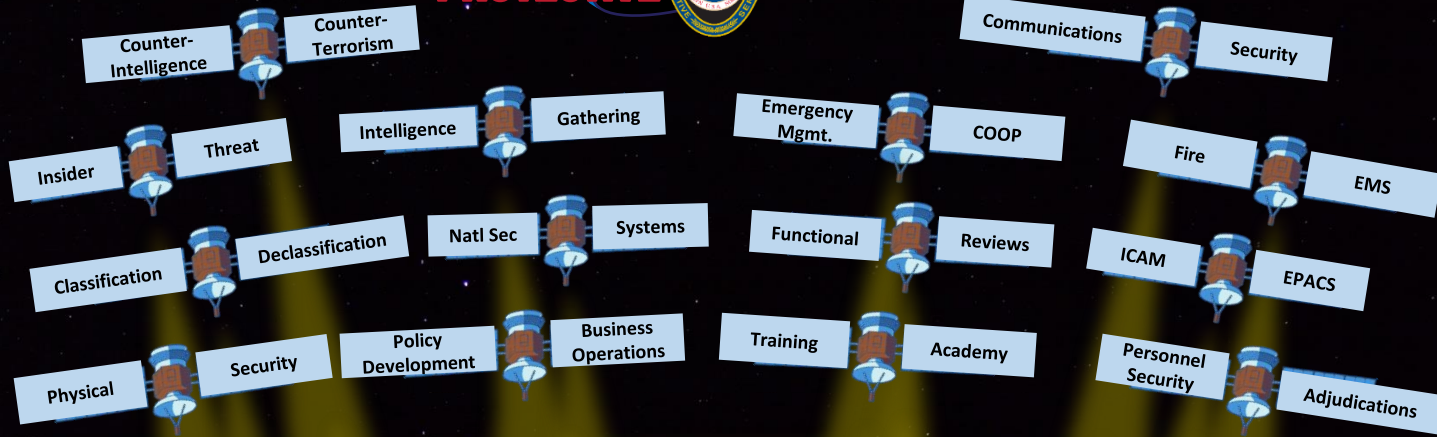 Counter-
Intelligence
Counter-
Terrorism
Communications
Security
Intelligence
Gathering
Emergency
Mgmt.
COOP
Insider
Threat
Fire
EMS
Classification
Declassification
Natl Sec
Systems
Functional
Reviews
ICAM
EPACS
Physical
Security
Policy
Development
Business
Operations
Training
Academy
Personnel
Security
Adjudications